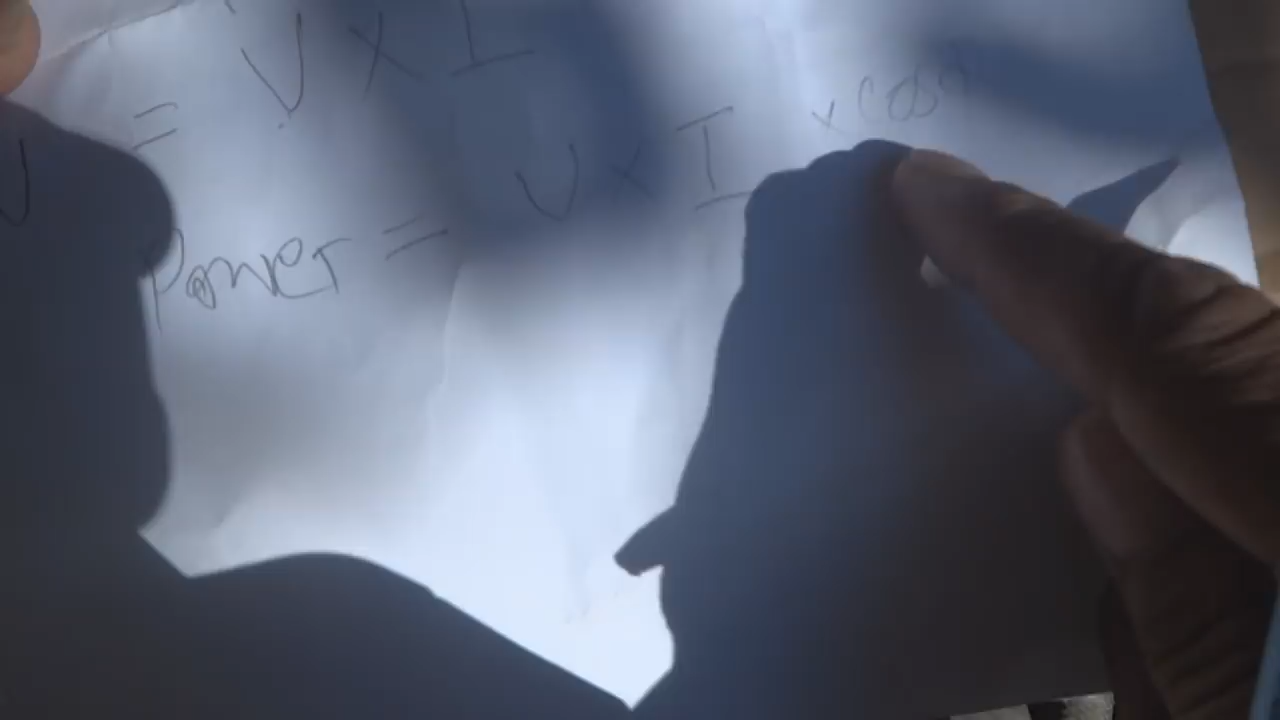 = V × I
Power = V × I × cos